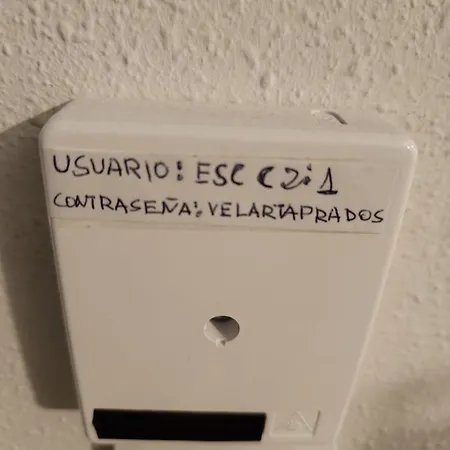 USUARIO: ESC C2:1
CONTRASEÑA: VELARTAPRADOS